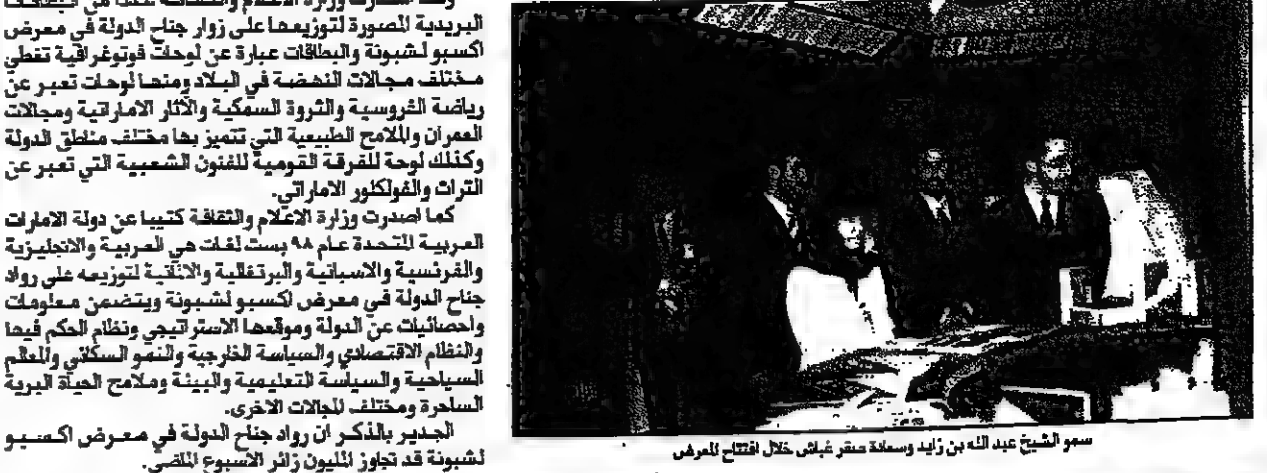 البريدية المصورة لتوزيعها على زوار جناح الدولة في معرض
اكسبو لشبونة والبطاقات عبارة عن لوحات فوتوغرافية تغطي
مختلف مجالات النهضة في البلاد ومنها لوحات تعبر عن
رياضة الفروسية والثروة السمكية والآثار الاماراتية ومجالات
العمران والملامح الطبيعية التي تتميز بها مختلف مناطق الدولة
وكذلك لوحة للفرقة القومية للفنون الشعبية التي تعبر عن
التراث والفولكلور الاماراتي.
كما اصدرت وزارة الاعلام والثقافة كتيبا عن دولة الامارات
العربية المتحدة عام ٩٨ بست لغات هي العربية والانجليزية
والفرنسية والاسبانية والبرتغالية والالمانية لتوزيعه على رواد
جناح الدولة في معرض اكسبو لشبونة ويتضمن معلومات
واحصائيات عن الدولة وموقعها الاستراتيجي ونظام الحكم فيها
والنظام الاقتصادي والسياسة الخارجية والنمو السكاني والمعالم
السياحية والسياسة التعليمية والبيئة وملامح الحياة البرية
الساحرة ومختلف المجالات الاخرى.
الجدير بالذكر ان رواد جناح الدولة في معرض اكسبو
لشبونة قد تجاوز المليون زائر الاسبوع الماضي.
سمو الشيخ عبد الله بن زايد وسعادة صقر غباش خلال افتتاح المعرض